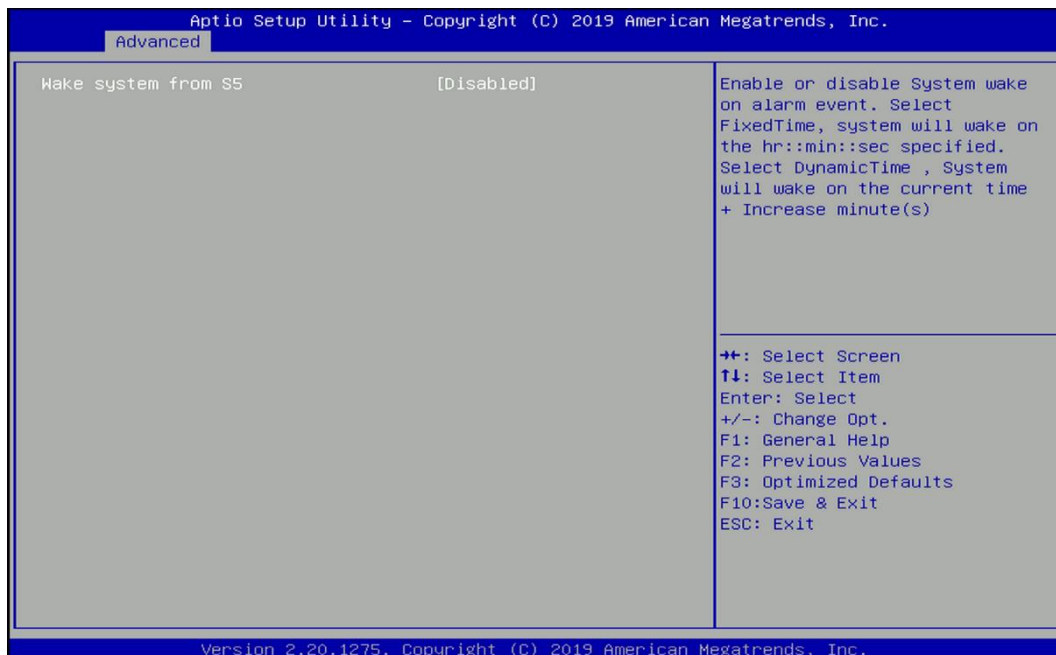 Aptio Setup Utility – Copyright (C) 2019 American Megatrends, Inc.
Advanced
Wake system from S5 [Disabled]
Enable or disable System wake
on alarm event. Select
FixedTime, system will wake on
the hr::min::sec specified.
Select DynamicTime , System
will wake on the current time
+ Increase minute(s)
→←: Select Screen
↑↓: Select Item
Enter: Select
+/-: Change Opt.
F1: General Help
F2: Previous Values
F3: Optimized Defaults
F10:Save & Exit
ESC: Exit
Version 2.20.1275. Copyright (C) 2019 American Megatrends, Inc.